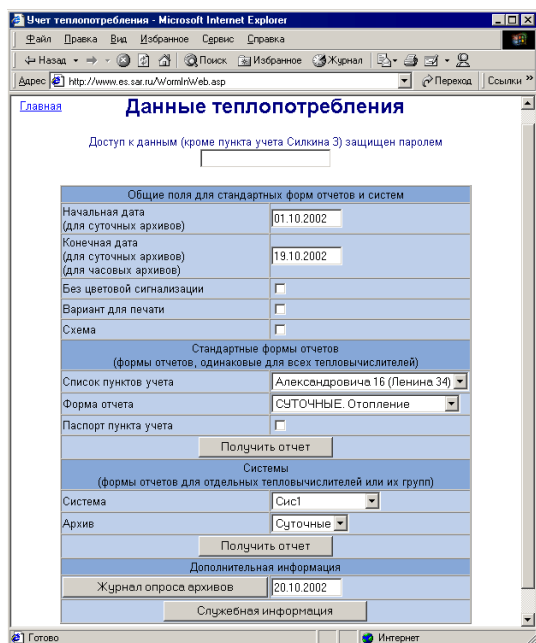 Учет теплопотребления - Microsoft Internet Explorer
Файл Правка Вид Избранное Сервис Справка
Назад Поиск Избранное Журнал
Адрес http://www.es.sar.ru/WormInWeb.asp Переход Ссылки »
Главная
Данные теплопотребления
Доступ к данным (кроме пункта учета Силкина 3) защищен паролем
Общие поля для стандартных форм отчетов и систем
Начальная дата
(для суточных архивов)
01.10.2002
Конечная дата
(для суточных архивов)
(для часовых архивов)
19.10.2002
Без цветовой сигнализации
Вариант для печати
Схема
Стандартные формы отчетов
(формы отчетов, одинаковые для всех тепловычислителей)
Список пунктов учета Александровича 16 (Ленина 34)
Форма отчета СУТОЧНЫЕ. Отопление
Паспорт пункта учета
Получить отчет
Системы
(формы отчетов для отдельных тепловычислителей или их групп)
Система Сис1
Архив Суточные
Получить отчет
Дополнительная информация
Журнал опроса архивов 20.10.2002
Служебная информация
Готово Интернет